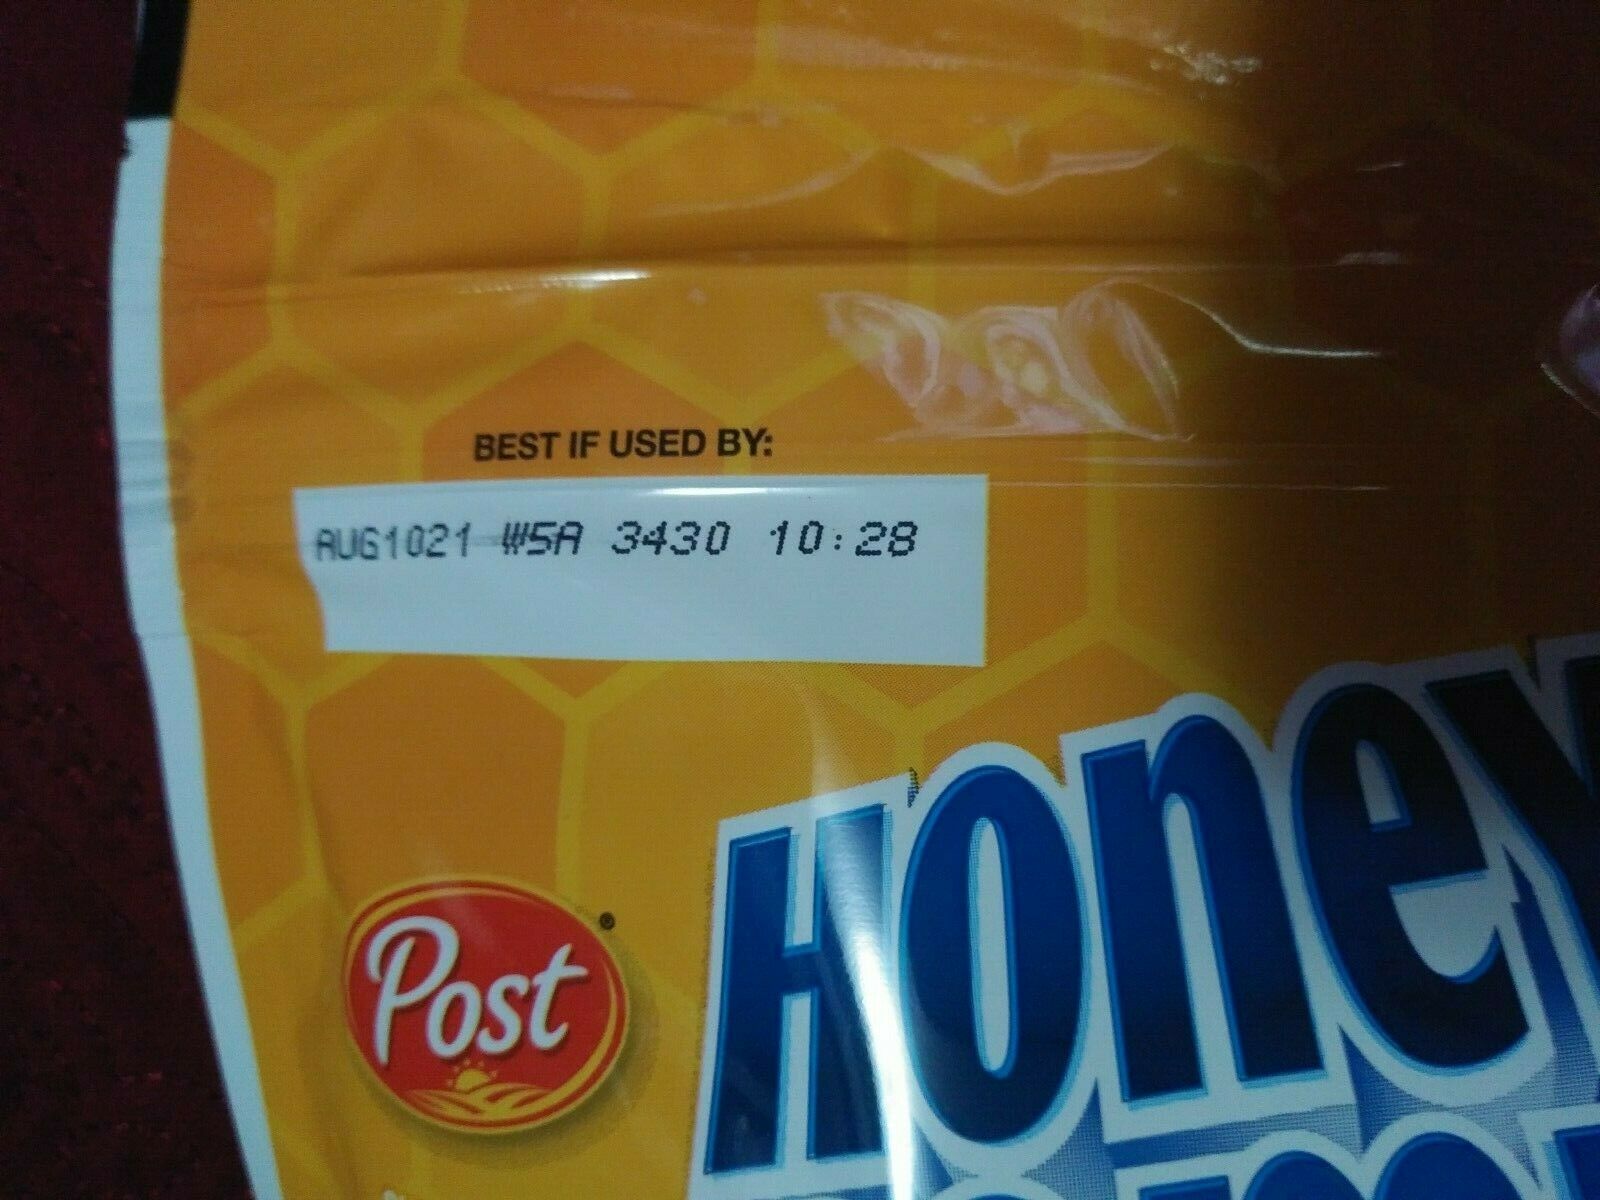 BEST IF USED BY:
AUG1021 W5A 3430 10:28
Honey
Post®